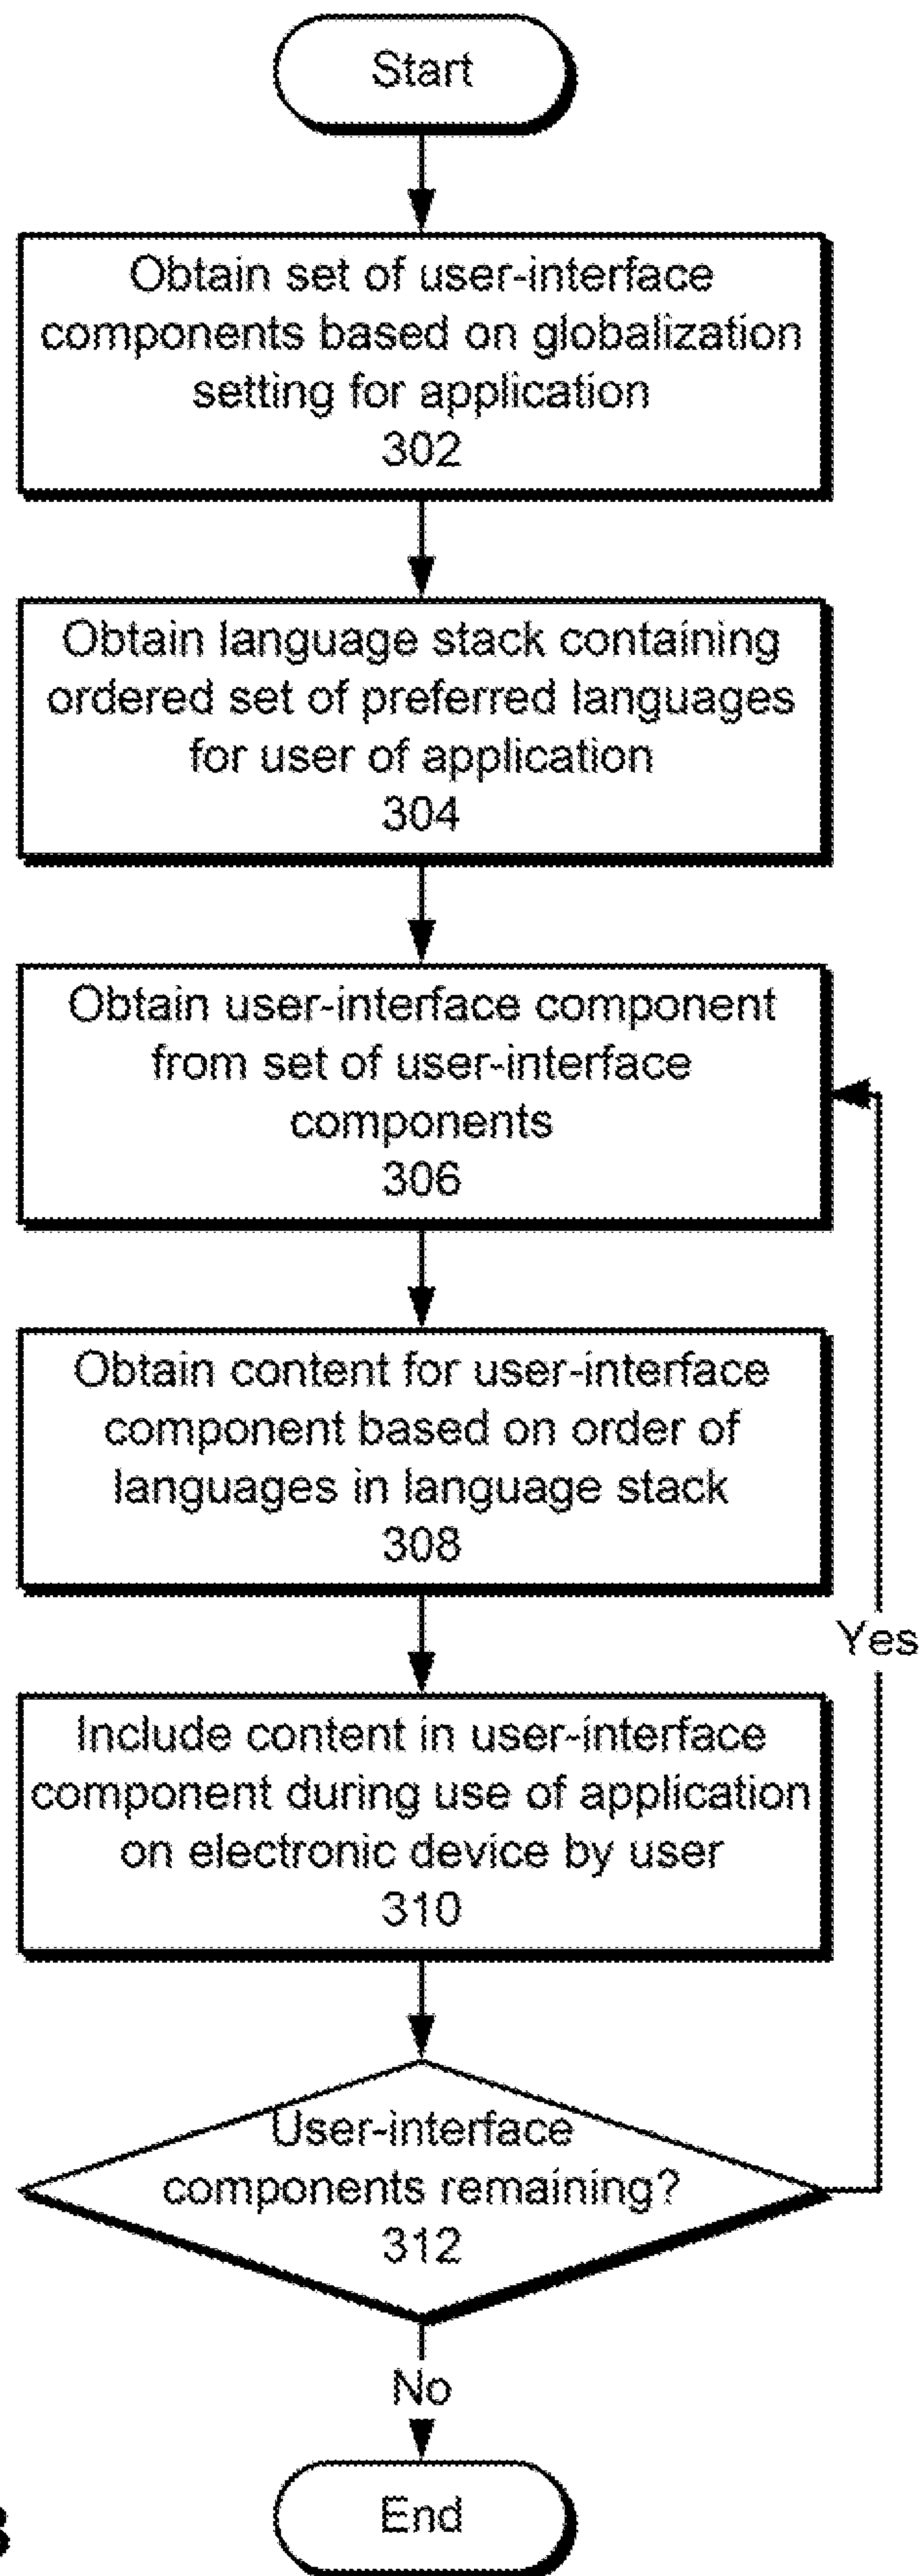 Start
Obtain set of user-interface
components based on globalization
setting for application
302
Obtain language stack containing
ordered set of preferred languages
for user of application
304
Obtain user-interface component
from set of user-interface
components
306
Obtain content for user-interface
component based on order of
languages in language stack
308
Yes
Include content in user-interface
component during use of application
on electronic device by user
310
User-interface
components remaining?
312
No
End